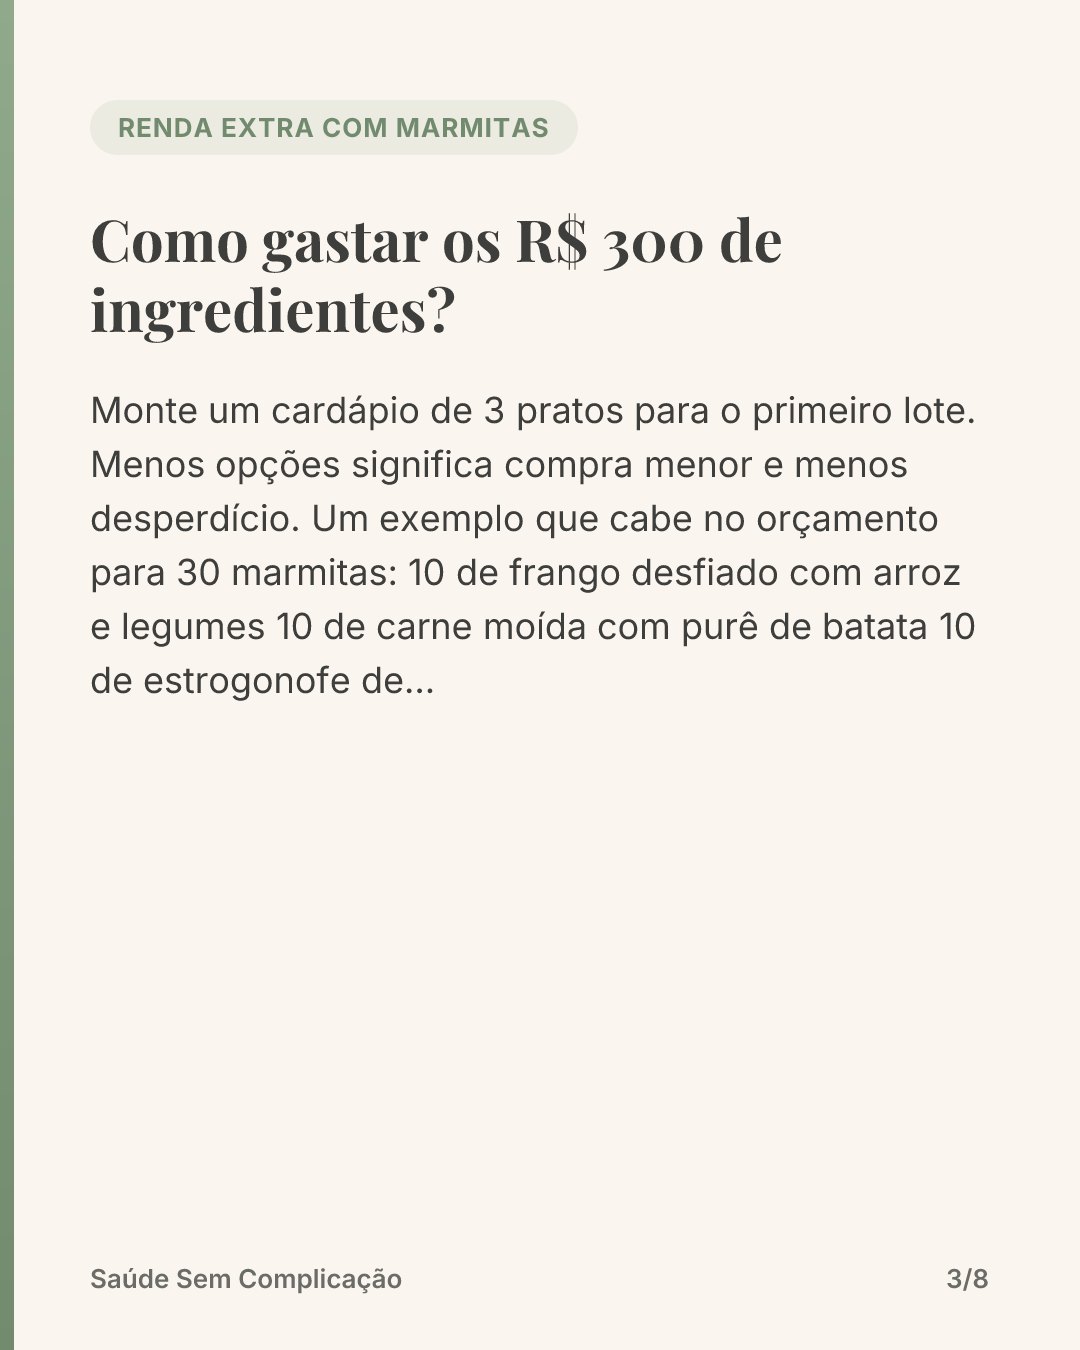 RENDA EXTRA COM MARMITAS
Como gastar os R$ 300 de
ingredientes?
Monte um cardápio de 3 pratos para o primeiro lote.
Menos opções significa compra menor e menos
desperdício. Um exemplo que cabe no orçamento
para 30 marmitas: 10 de frango desfiado com arroz
e legumes 10 de carne moída com purê de batata 10
de estrogonofe de...
Saúde Sem Complicação
3/8